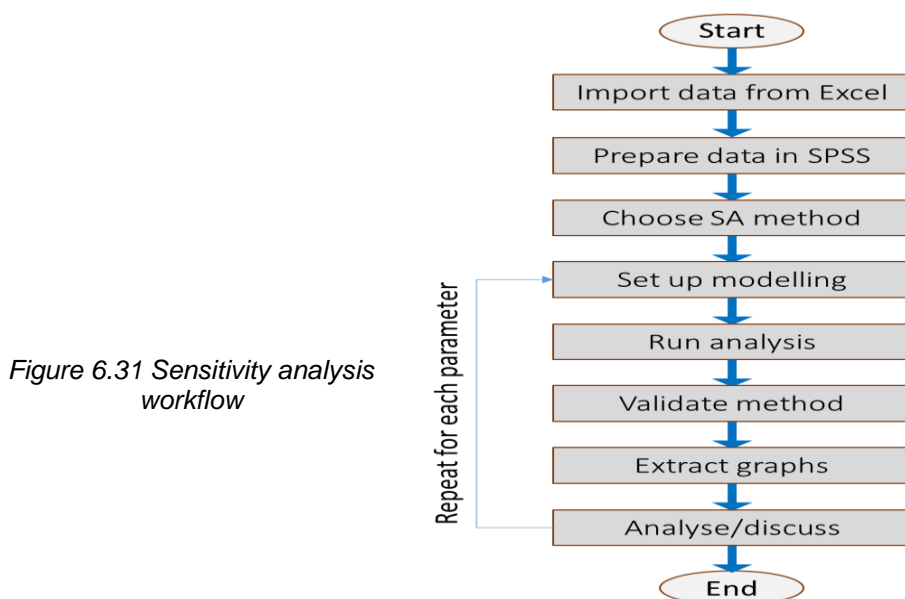 Start
Import data from Excel
Prepare data in SPSS
Choose SA method
Set up modelling
Run analysis
Validate method
Extract graphs
Analyse/discuss
End
Repeat for each parameter
Figure 6.31 Sensitivity analysis
workflow